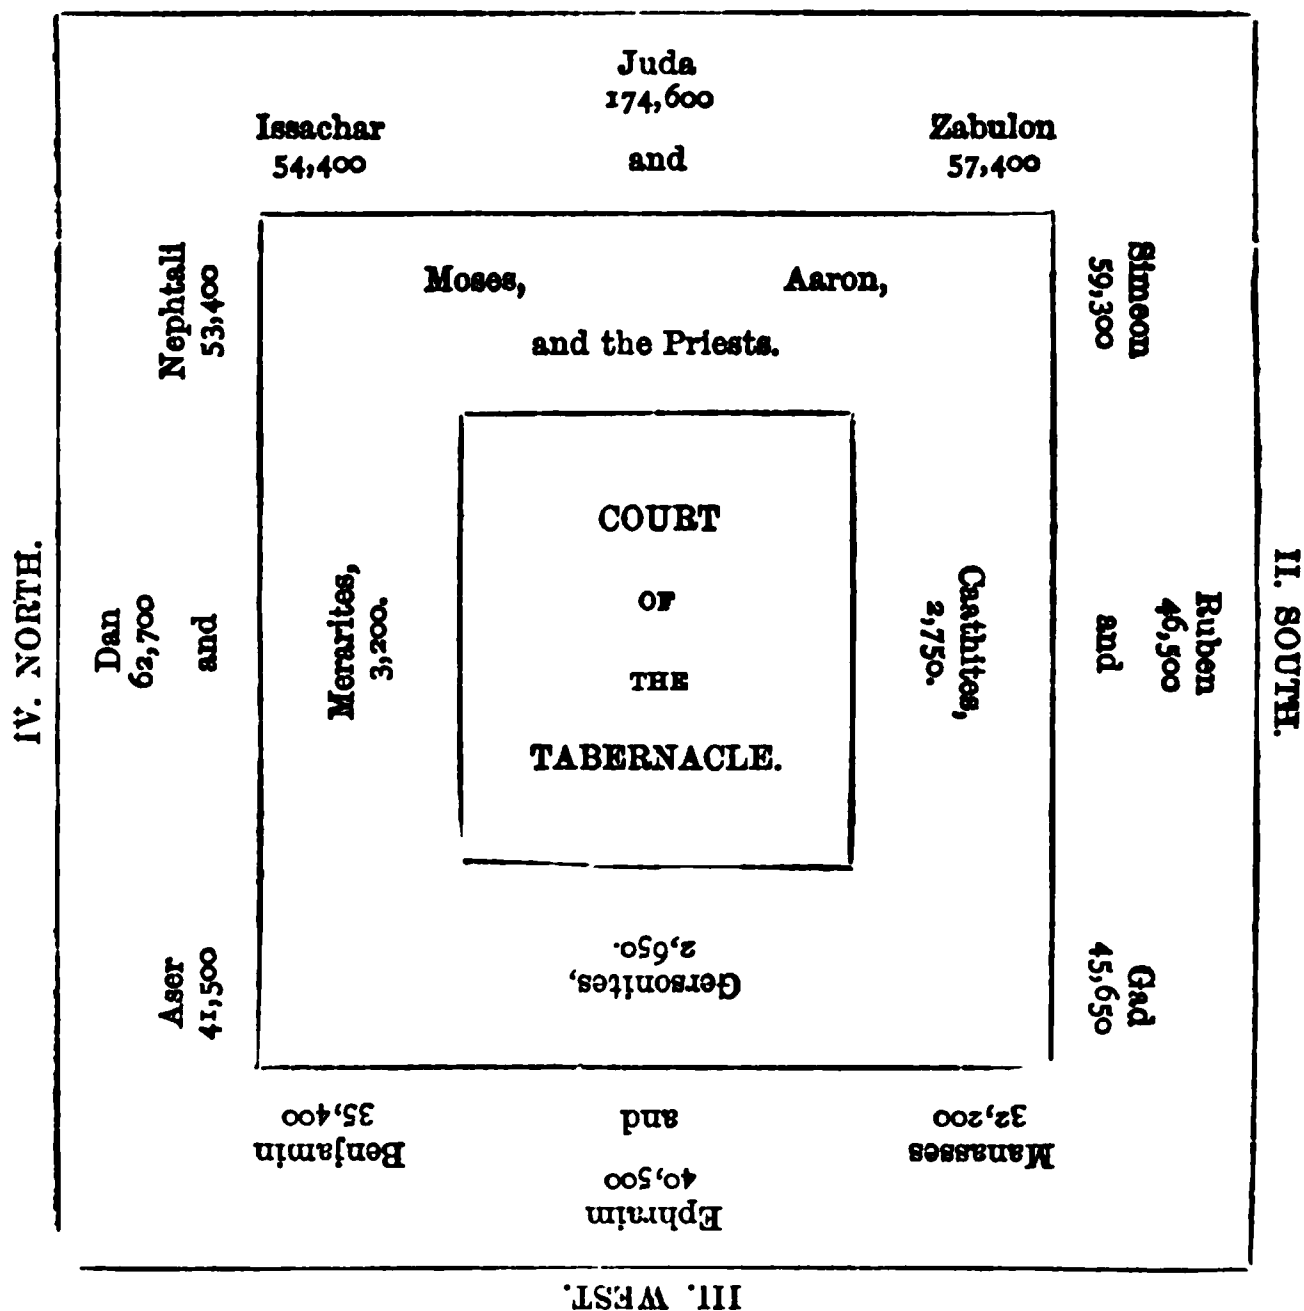 Juda
174,600
and
Issachar
54,400
Zabulon
57,400
Moses,
Aaron,
and the Priests.
COURT
OF
THE
TABERNACLE.
II. SOUTH.
Simeon
59,300
Ruben
46,500
and
Gad
45,650
Caathites,
2,750.
III. WEST.
Ephraim
40,500
and
Manasses
32,200
Benjamin
35,400
Gersonites,
2,650.
IV. NORTH.
Nephtali
53,400
Dan
62,700
and
Aser
41,500
Merarites,
3,200.